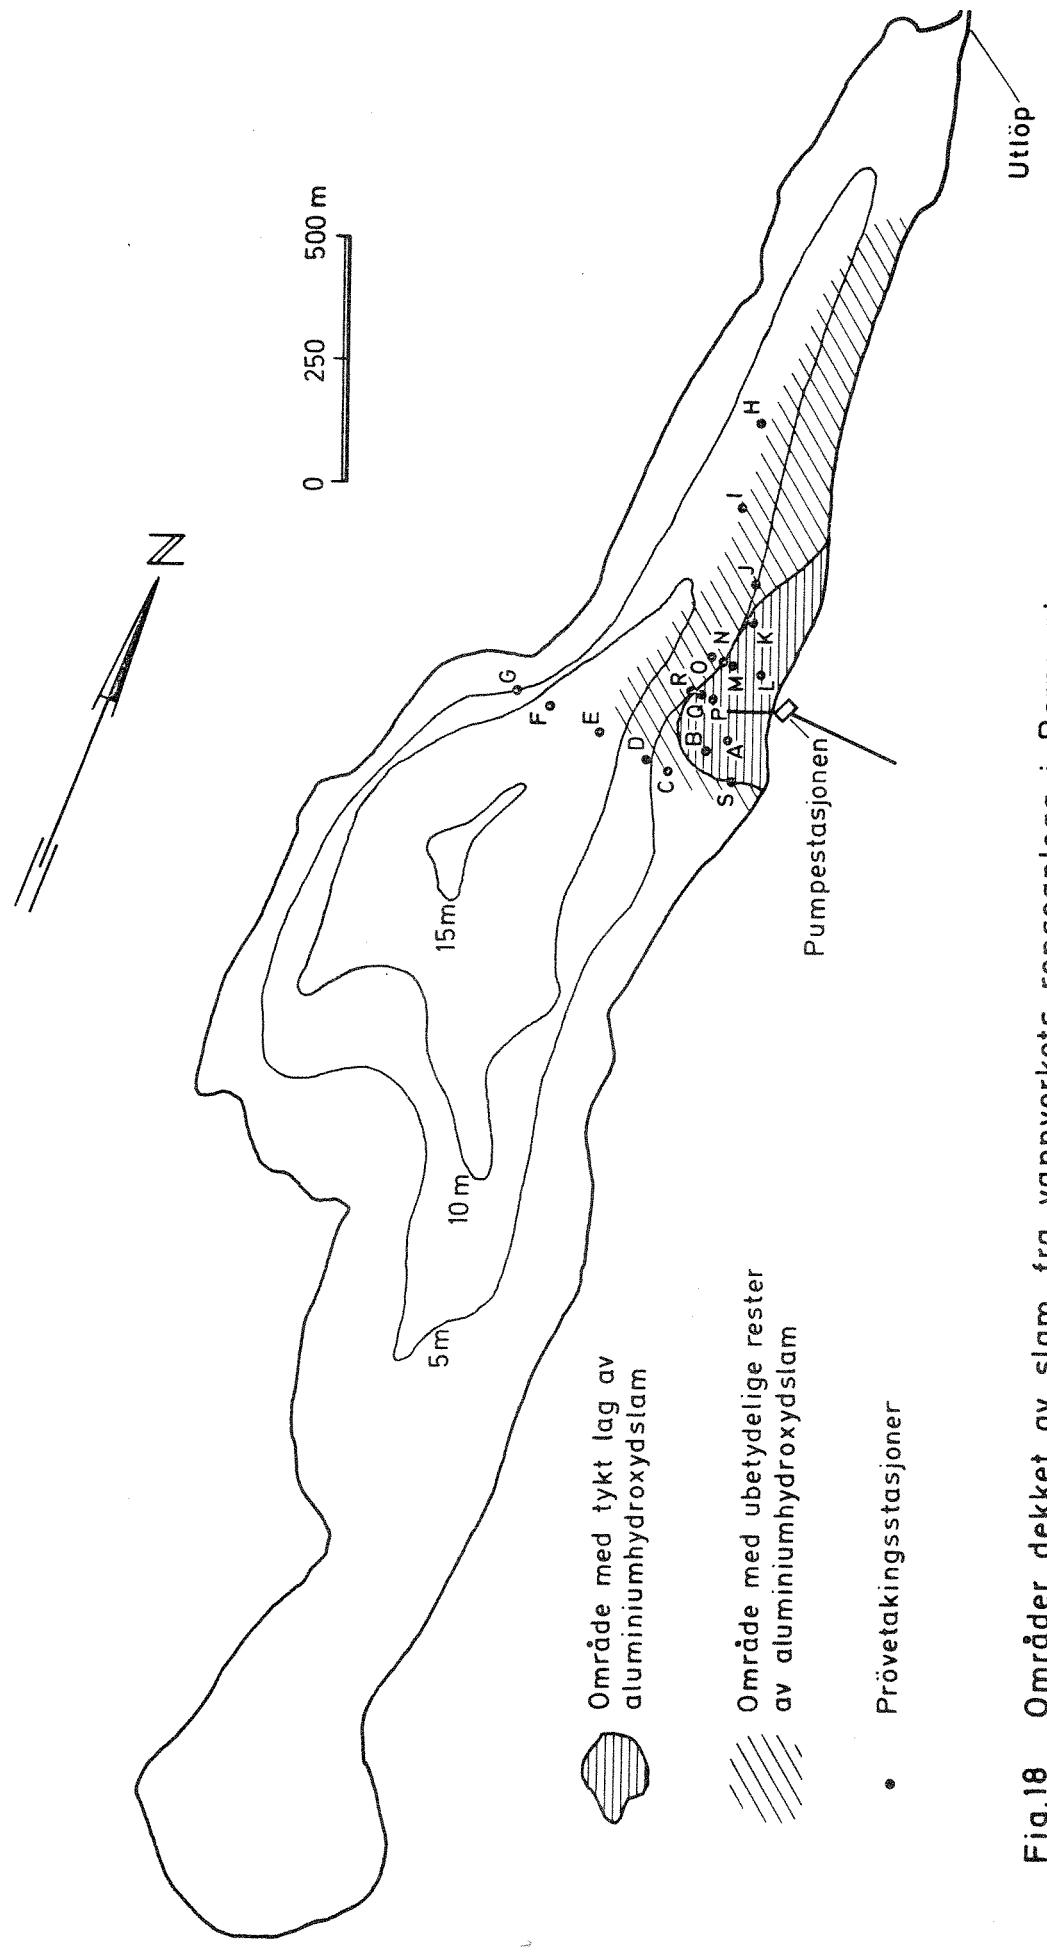 N
0 250 500 m
Utlöp
G
F
E
D
C
R
O
N
Q
B
P
M
A
S
L
K
J
I
H
15m
10m
5m
Pumpestasjonen
Område med tykt lag av
aluminiumhydroxydslam
Område med ubetydelige rester
av aluminiumhydroxydslam
Prövetakingsstasjoner
Fig.18 Områder dekket av slam fra vannverkets